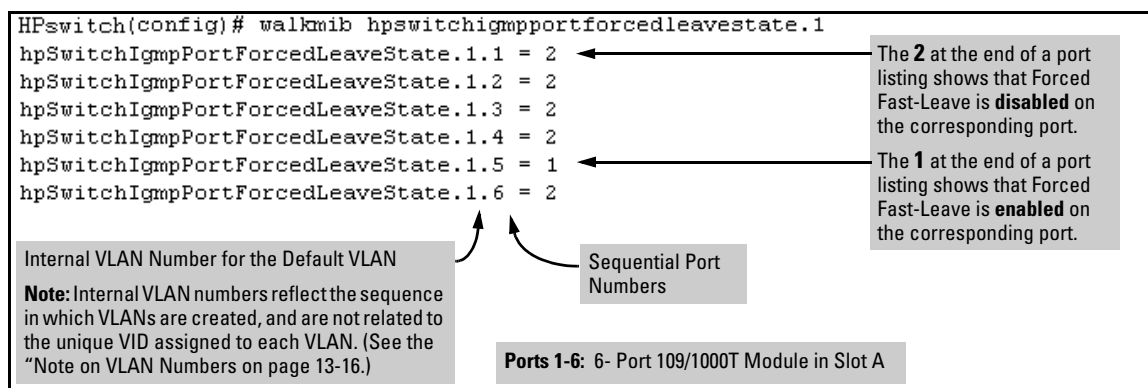 HPswitch(config)# walkmib hpswitchigmpportforcedleavestate.1
hpSwitchIgmpPortForcedLeaveState.1.1 = 2
hpSwitchIgmpPortForcedLeaveState.1.2 = 2
hpSwitchIgmpPortForcedLeaveState.1.3 = 2
hpSwitchIgmpPortForcedLeaveState.1.4 = 2
hpSwitchIgmpPortForcedLeaveState.1.5 = 1
hpSwitchIgmpPortForcedLeaveState.1.6 = 2
The 2 at the end of a port
listing shows that Forced
Fast-Leave is disabled on
the corresponding port.
The 1 at the end of a port
listing shows that Forced
Fast-Leave is enabled on
the corresponding port.
Internal VLAN Number for the Default VLAN
Note: Internal VLAN numbers reflect the sequence
in which VLANs are created, and are not related to
the unique VID assigned to each VLAN. (See the
“Note on VLAN Numbers on page 13-16.)
Sequential Port
Numbers
Ports 1-6: 6- Port 109/1000T Module in Slot A